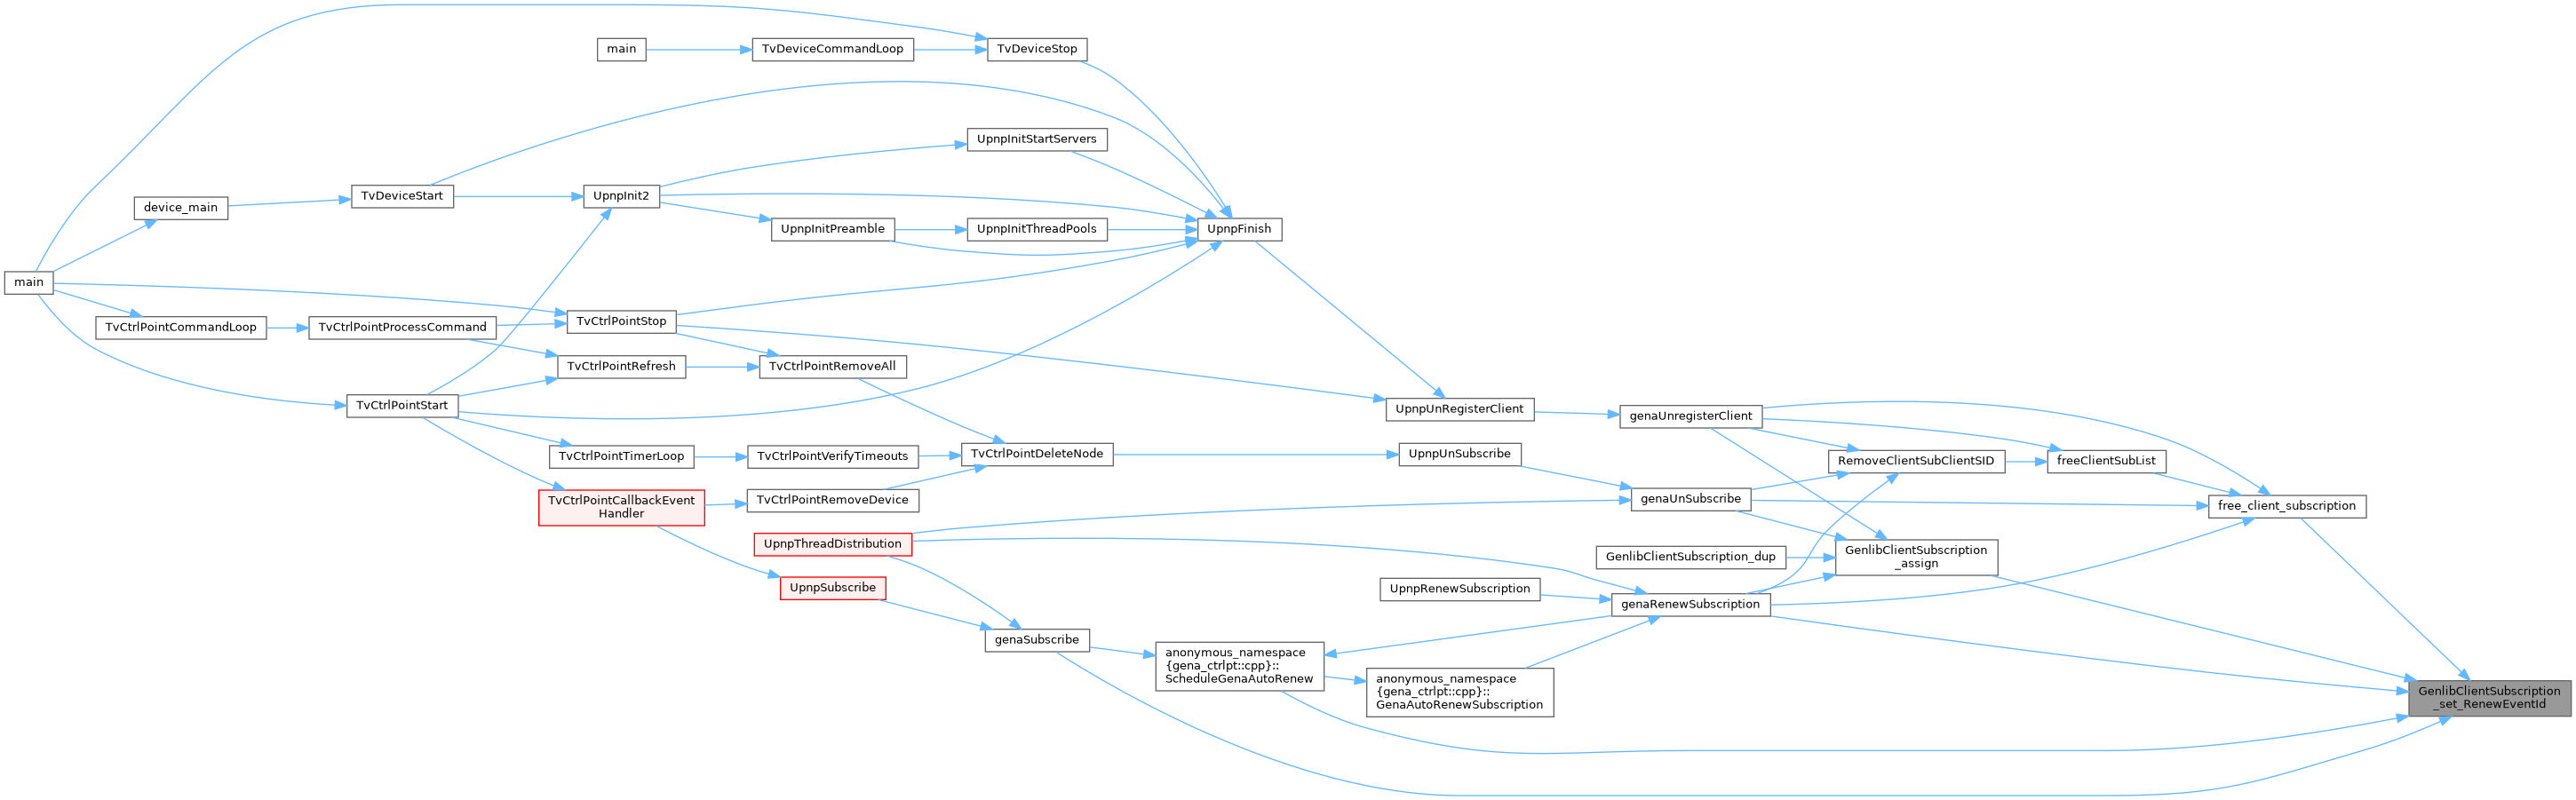 main
TvDeviceCommandLoop
TvDeviceStop
UpnpInitStartServers
device_main
TvDeviceStart
UpnpInit2
UpnpInitPreamble
UpnpInitThreadPools
UpnpFinish
main
TvCtrlPointCommandLoop
TvCtrlPointProcessCommand
TvCtrlPointStop
TvCtrlPointRefresh
TvCtrlPointRemoveAll
TvCtrlPointStart
UpnpUnRegisterClient
genaUnregisterClient
TvCtrlPointTimerLoop
TvCtrlPointVerifyTimeouts
TvCtrlPointDeleteNode
UpnpUnSubscribe
RemoveClientSubClientSID
freeClientSubList
TvCtrlPointCallbackEvent
Handler
TvCtrlPointRemoveDevice
genaUnSubscribe
free_client_subscription
UpnpThreadDistribution
GenlibClientSubscription_dup
GenlibClientSubscription
_assign
UpnpSubscribe
UpnpRenewSubscription
genaRenewSubscription
genaSubscribe
anonymous_namespace
{gena_ctrlpt::cpp}::
ScheduleGenaAutoRenew
anonymous_namespace
{gena_ctrlpt::cpp}::
GenaAutoRenewSubscription
GenlibClientSubscription
_set_RenewEventId